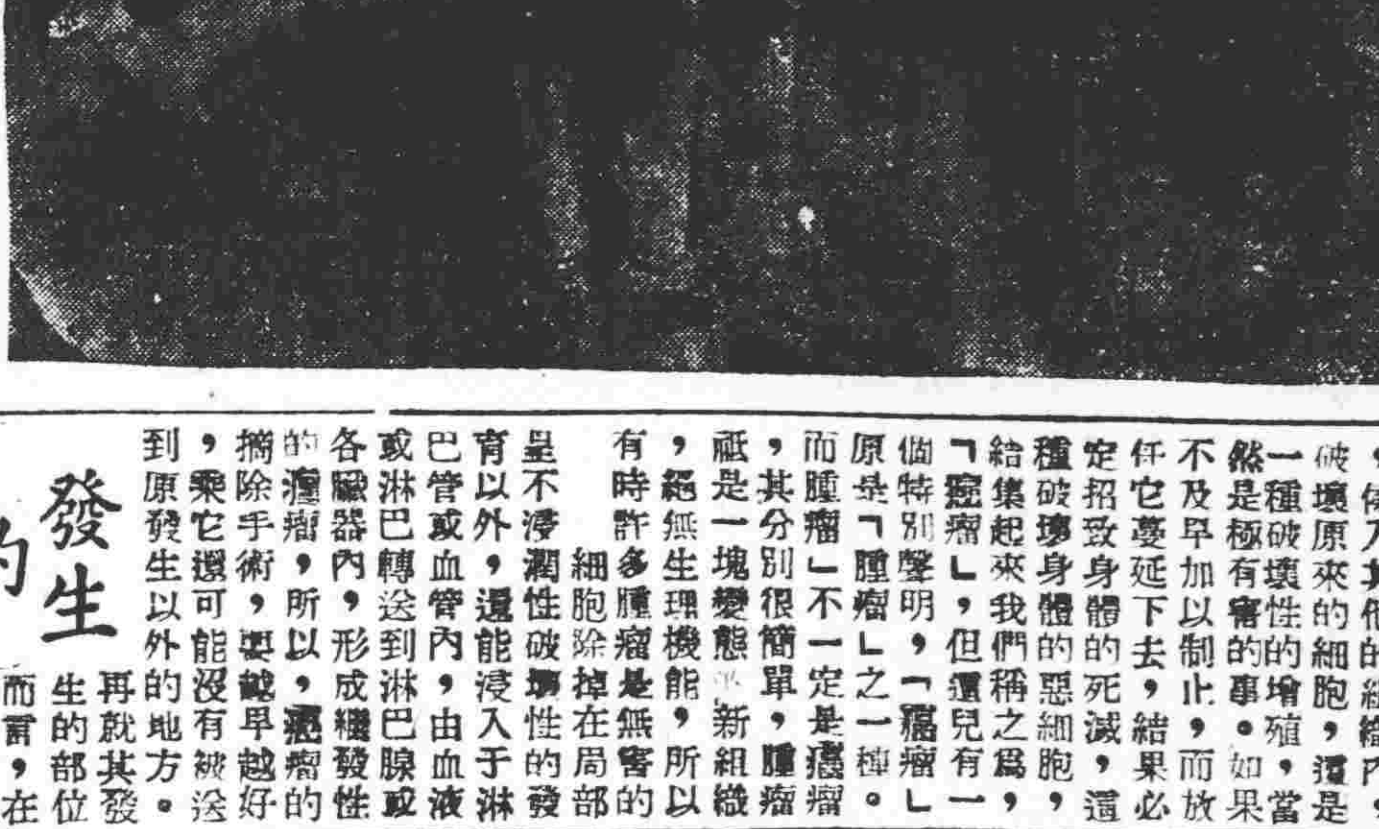 其他的組織內，
破壞原來的細胞，這是
一種破壞性的增殖，當
然是極有害的事。如果
不及早加以制止，而放
任它蔓延下去，結果必
定招致身體的死滅，這
種破壞身體的惡細胞，
結集起來我們稱之爲，
「癌瘤」，但這兒有一
個特別聲明，「癌瘤」
原是「腫瘤」之一種。
而腫瘤」不一定是癌瘤
，其分別很簡單，腫瘤
祗是一塊變態新組織
，絕無生理機能，所以
有時許多腫瘤是無害的
細胞除掉在局部
呈不浸潤性破壞性的發
育以外，還能浸入于淋
巴管或血管內，由血液
或淋巴轉送到淋巴腺或
各臟器內，形成繼發性
的癌瘤，所以，癌瘤的
摘除手術，要越早越好
，乘它還可能沒有被送
到原發生以外的地方。
發生
的
再就其發
生的部位
而言，在